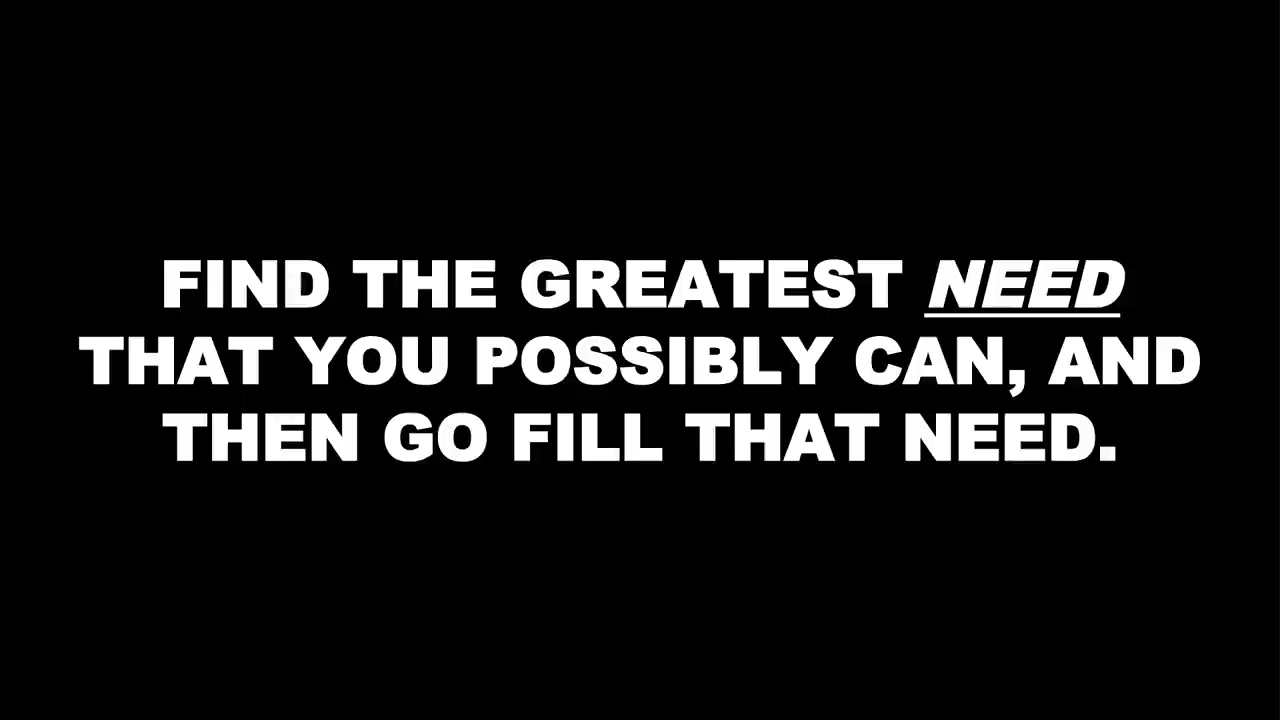 FIND THE GREATEST NEED
THAT YOU POSSIBLY CAN, AND
THEN GO FILL THAT NEED.